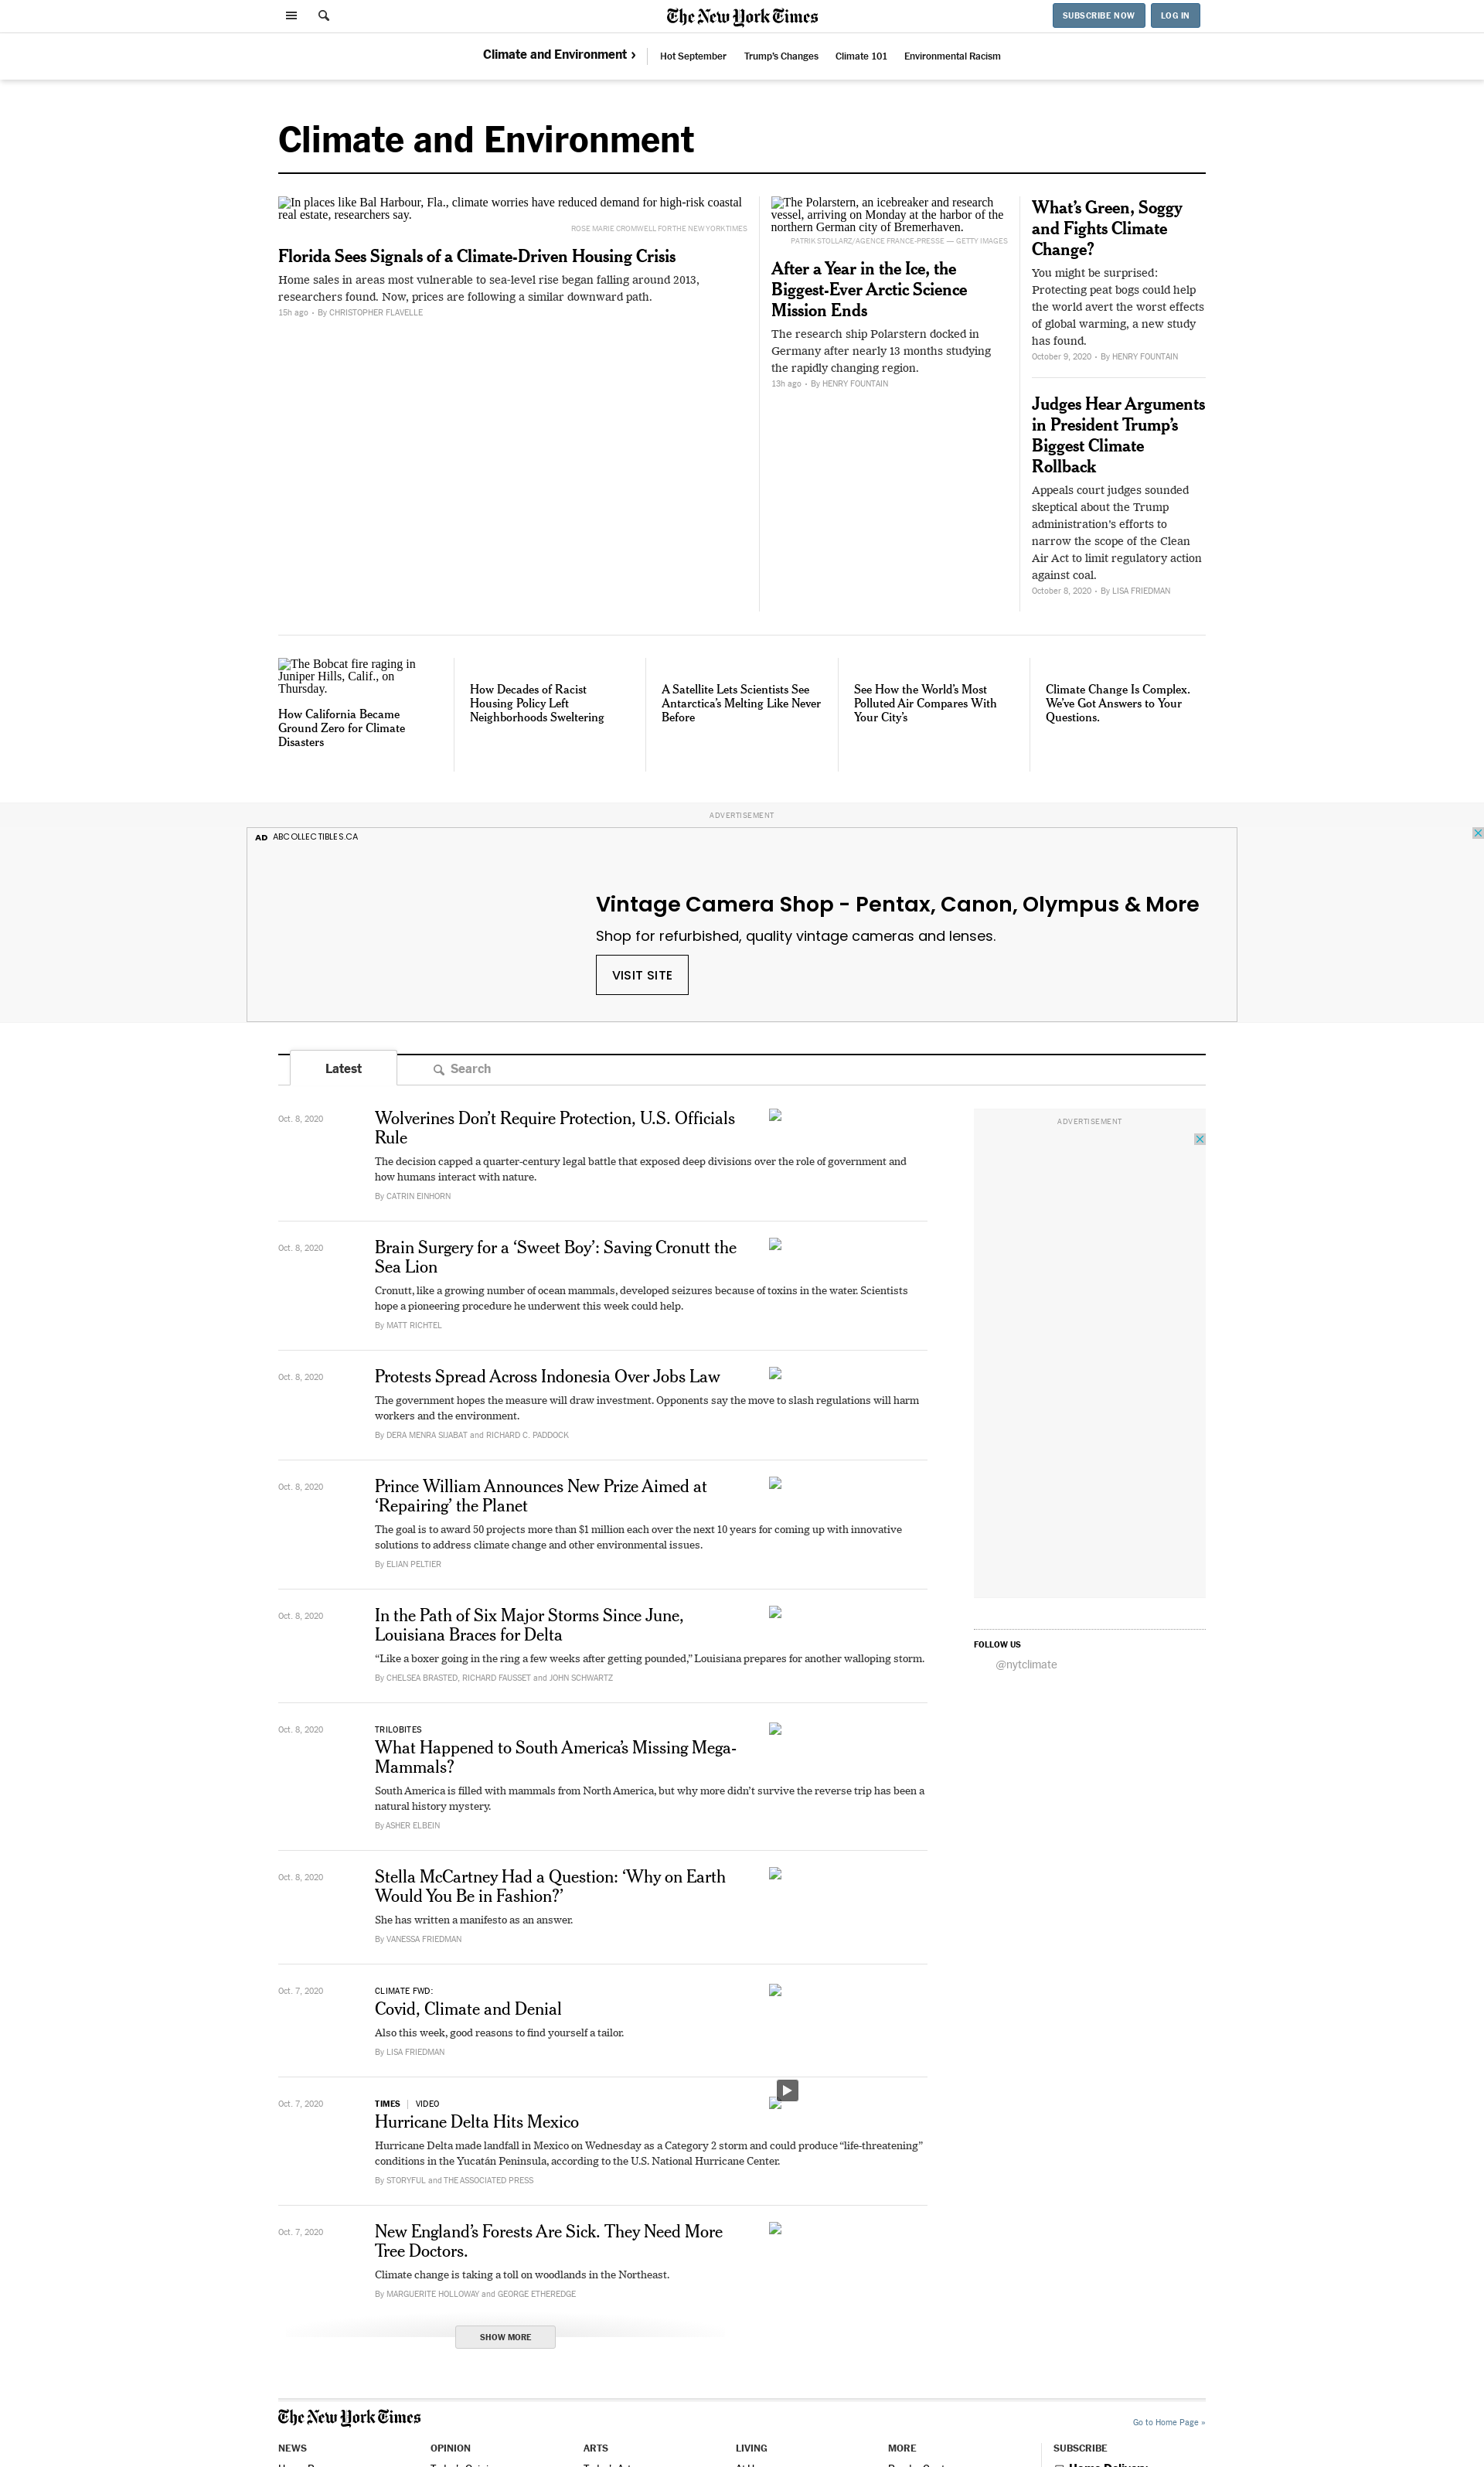 The New York Times
SUBSCRIBE NOW
LOG IN
Climate and Environment ›
Hot September
Trump's Changes
Climate 101
Environmental Racism
Climate and Environment
In places like Bal Harbour, Fla., climate worries have reduced demand for high-risk coastal
real estate, researchers say.
ROSE MARIE CROMWELL FOR THE NEW YORK TIMES
Florida Sees Signals of a Climate-Driven Housing Crisis
Home sales in areas most vulnerable to sea-level rise began falling around 2013,
researchers found. Now, prices are following a similar downward path.
15h ago • By CHRISTOPHER FLAVELLE
The Polarstern, an icebreaker and research
vessel, arriving on Monday at the harbor of the
northern German city of Bremerhaven.
PATRIK STOLLARZ/AGENCE FRANCE-PRESSE — GETTY IMAGES
After a Year in the Ice, the
Biggest-Ever Arctic Science
Mission Ends
The research ship Polarstern docked in
Germany after nearly 13 months studying
the rapidly changing region.
13h ago • By HENRY FOUNTAIN
What's Green, Soggy
and Fights Climate
Change?
You might be surprised:
Protecting peat bogs could help
the world avert the worst effects
of global warming, a new study
has found.
October 9, 2020 • By HENRY FOUNTAIN
Judges Hear Arguments
in President Trump's
Biggest Climate
Rollback
Appeals court judges sounded
skeptical about the Trump
administration's efforts to
narrow the scope of the Clean
Air Act to limit regulatory action
against coal.
October 8, 2020 • By LISA FRIEDMAN
The Bobcat fire raging in
Juniper Hills, Calif., on
Thursday.
How California Became
Ground Zero for Climate
Disasters
How Decades of Racist
Housing Policy Left
Neighborhoods Sweltering
A Satellite Lets Scientists See
Antarctica's Melting Like Never
Before
See How the World's Most
Polluted Air Compares With
Your City's
Climate Change Is Complex.
We've Got Answers to Your
Questions.
ADVERTISEMENT
AD ABCOLLECTIBLES.CA
Vintage Camera Shop - Pentax, Canon, Olympus & More
Shop for refurbished, quality vintage cameras and lenses.
VISIT SITE
Latest
Search
Oct. 8, 2020
Wolverines Don't Require Protection, U.S. Officials
Rule
The decision capped a quarter-century legal battle that exposed deep divisions over the role of government and
how humans interact with nature.
By CATRIN EINHORN
ADVERTISEMENT
Oct. 8, 2020
Brain Surgery for a ‘Sweet Boy’: Saving Cronutt the
Sea Lion
Cronutt, like a growing number of ocean mammals, developed seizures because of toxins in the water. Scientists
hope a pioneering procedure he underwent this week could help.
By MATT RICHTEL
Oct. 8, 2020
Protests Spread Across Indonesia Over Jobs Law
The government hopes the measure will draw investment. Opponents say the move to slash regulations will harm
workers and the environment.
By DERA MENRA SIJABAT and RICHARD C. PADDOCK
Oct. 8, 2020
Prince William Announces New Prize Aimed at
‘Repairing’ the Planet
The goal is to award 50 projects more than $1 million each over the next 10 years for coming up with innovative
solutions to address climate change and other environmental issues.
By ELIAN PELTIER
Oct. 8, 2020
In the Path of Six Major Storms Since June,
Louisiana Braces for Delta
“Like a boxer going in the ring a few weeks after getting pounded,” Louisiana prepares for another walloping storm.
By CHELSEA BRASTED, RICHARD FAUSSET and JOHN SCHWARTZ
FOLLOW US
@nytclimate
Oct. 8, 2020
TRILOBITES
What Happened to South America's Missing Mega-
Mammals?
South America is filled with mammals from North America, but why more didn't survive the reverse trip has been a
natural history mystery.
By ASHER ELBEIN
Oct. 8, 2020
Stella McCartney Had a Question: ‘Why on Earth
Would You Be in Fashion?’
She has written a manifesto as an answer.
By VANESSA FRIEDMAN
Oct. 7, 2020
CLIMATE FWD:
Covid, Climate and Denial
Also this week, good reasons to find yourself a tailor.
By LISA FRIEDMAN
Oct. 7, 2020
TIMES | VIDEO
Hurricane Delta Hits Mexico
Hurricane Delta made landfall in Mexico on Wednesday as a Category 2 storm and could produce “life-threatening”
conditions in the Yucatán Peninsula, according to the U.S. National Hurricane Center.
By STORYFUL and THE ASSOCIATED PRESS
Oct. 7, 2020
New England's Forests Are Sick. They Need More
Tree Doctors.
Climate change is taking a toll on woodlands in the Northeast.
By MARGUERITE HOLLOWAY and GEORGE ETHEREDGE
SHOW MORE
The New York Times
Go to Home Page »
NEWS
OPINION
ARTS
LIVING
MORE
SUBSCRIBE